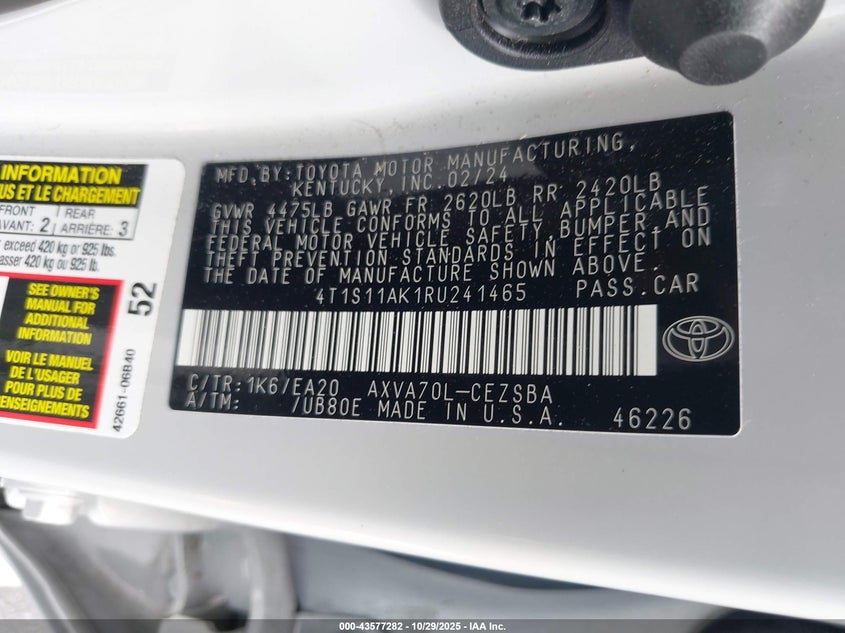 MFD.BY:TOYOTA MOTOR MANUFACTURING,
KENTUCKY, INC. 02/24
GVWR 4475LB GAWR FR 2620LB RR 2420LB
THIS VEHICLE CONFORMS TO ALL APPLICABLE
FEDERAL MOTOR VEHICLE SAFETY, BUMPER, AND
THEFT PREVENTION STANDARDS IN EFFECT ON
THE DATE OF MANUFACTURE SHOWN ABOVE.
4T1S11AK1RU241465 PASS.CAR
C/TR:1K6/EA20 AXVA70L-CEZSBA
A/TM: /UB80E MADE IN U.S.A. 46226
INFORMATION
US ET LE CHARGEMENT
FRONT REAR
AVANT: 2 ARRIÈRE: 3
exceed 420 kg or 925 lbs.
asser 420 kg ou 925 lb.
SEE OWNER'S
MANUAL FOR
ADDITIONAL
INFORMATION
VOIR LE MANUEL
DE L'USAGER
POUR PLUS DE
RENSEIGNEMENTS
52
42661-06B40
000-43577282 | 10/29/2025 - IAA Inc.